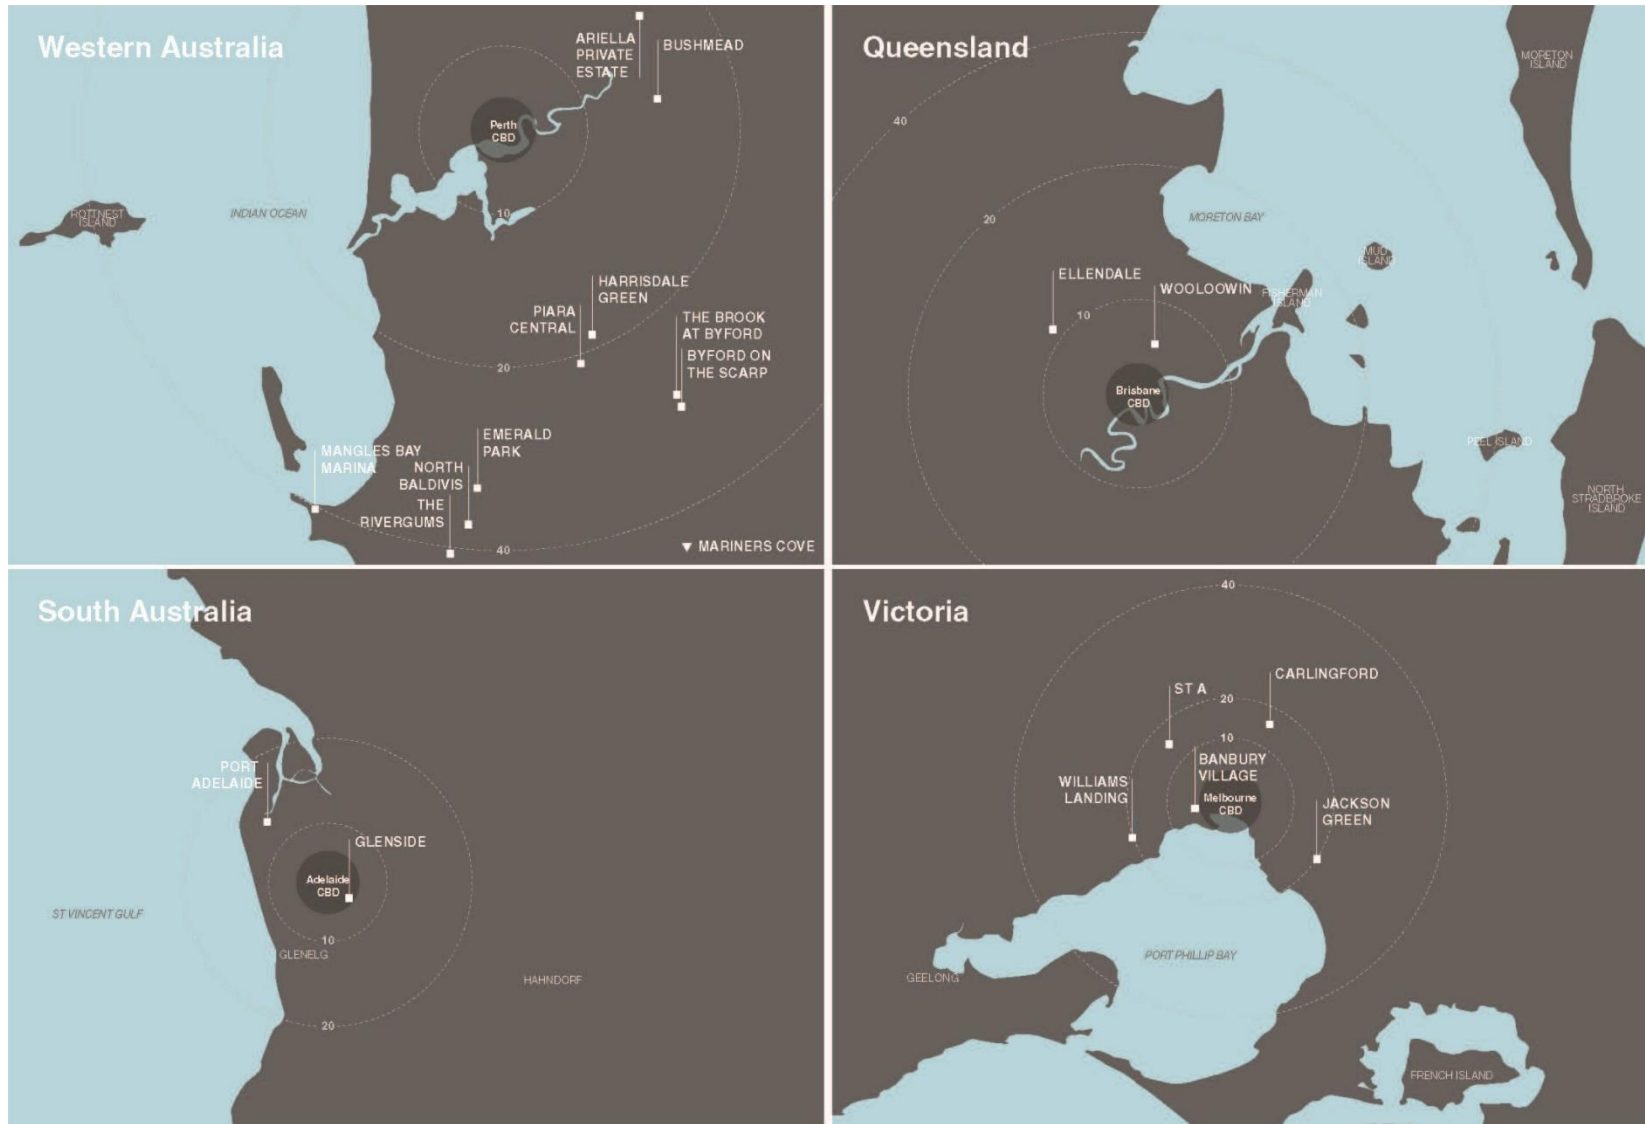 Western Australia
ARIELLA
PRIVATE
ESTATE
BUSHMEAD
Perth
CBD
ROTTNEST
ISLAND
INDIAN OCEAN
10
HARRISDALE
GREEN
PIARA
CENTRAL
THE BROOK
AT BYFORD
BYFORD ON
THE SCARP
20
EMERALD
PARK
MANGLES BAY
MARINA
NORTH
BALDIVIS
THE
RIVERGUMS
40
MARINERS COVE
Queensland
MORETON
ISLAND
40
20
MORETON BAY
MUD
ISLAND
ELLENDALE
WOOLOOWIN
FISHERMAN
ISLAND
10
Brisbane
CBD
PEEL ISLAND
NORTH
STRADBROKE
ISLAND
South Australia
PORT
ADELAIDE
GLENSIDE
Adelaide
CBD
ST VINCENT GULF
10
GLENELG
HAHNDORF
20
Victoria
40
CARLINGFORD
ST A
20
10
BANBURY
VILLAGE
WILLIAMS
LANDING
Melbourne
CBD
JACKSON
GREEN
PORT PHILLIP BAY
GEELONG
FRENCH ISLAND